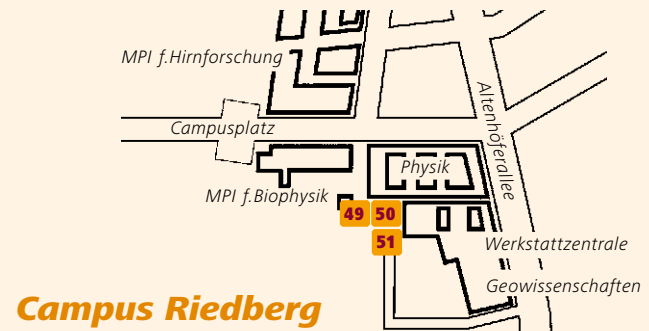 MPI f.Hirnforschung
Altenhöferallee
Campusplatz
Physik
MPI f.Biophysik
49 50
51
Werkstattzentrale
Geowissenschaften
Campus Riedberg